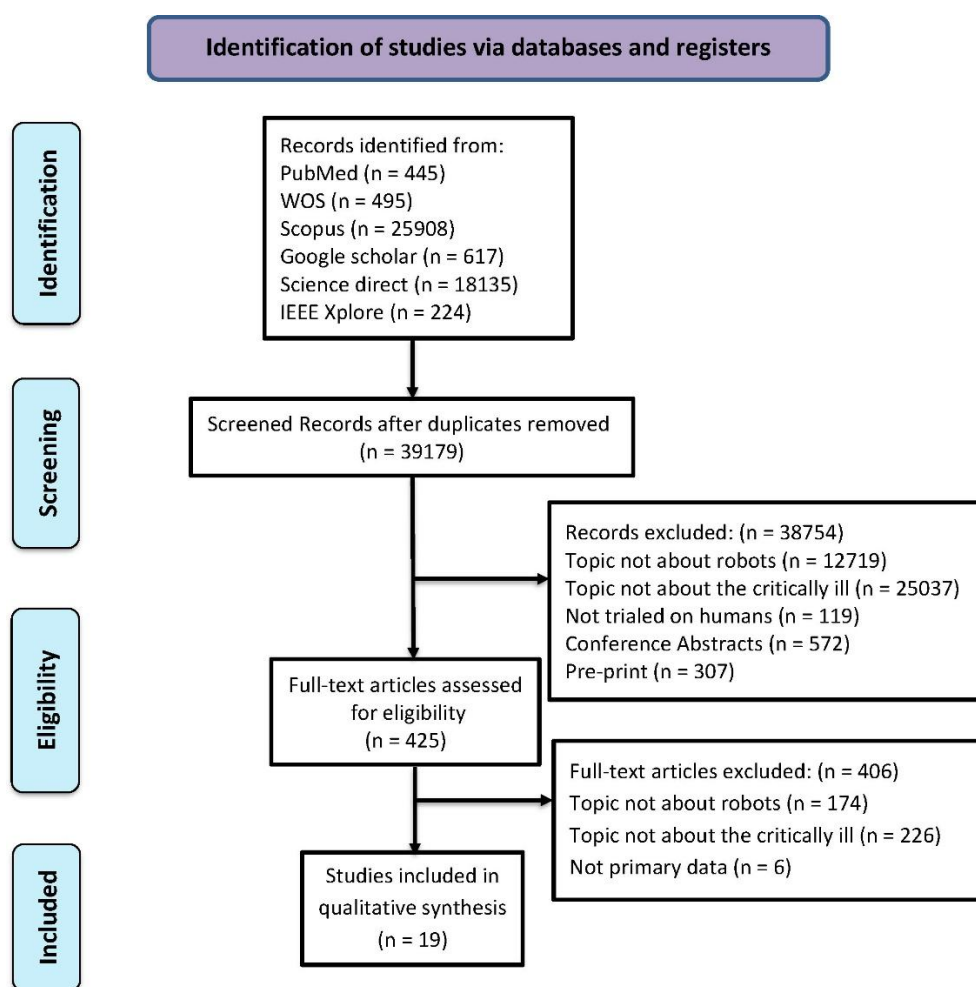 Identification of studies via databases and registers
Identification
Records identified from:
PubMed (n = 445)
WOS (n = 495)
Scopus (n = 25908)
Google scholar (n = 617)
Science direct (n = 18135)
IEEE Xplore (n = 224)
Screening
Screened Records after duplicates removed
(n = 39179)
Records excluded: (n = 38754)
Topic not about robots (n = 12719)
Topic not about the critically ill (n = 25037)
Not trialed on humans (n = 119)
Conference Abstracts (n = 572)
Pre-print (n = 307)
Eligibility
Full-text articles assessed
for eligibility
(n = 425)
Full-text articles excluded: (n = 406)
Topic not about robots (n = 174)
Topic not about the critically ill (n = 226)
Not primary data (n = 6)
Included
Studies included in
qualitative synthesis
(n = 19)